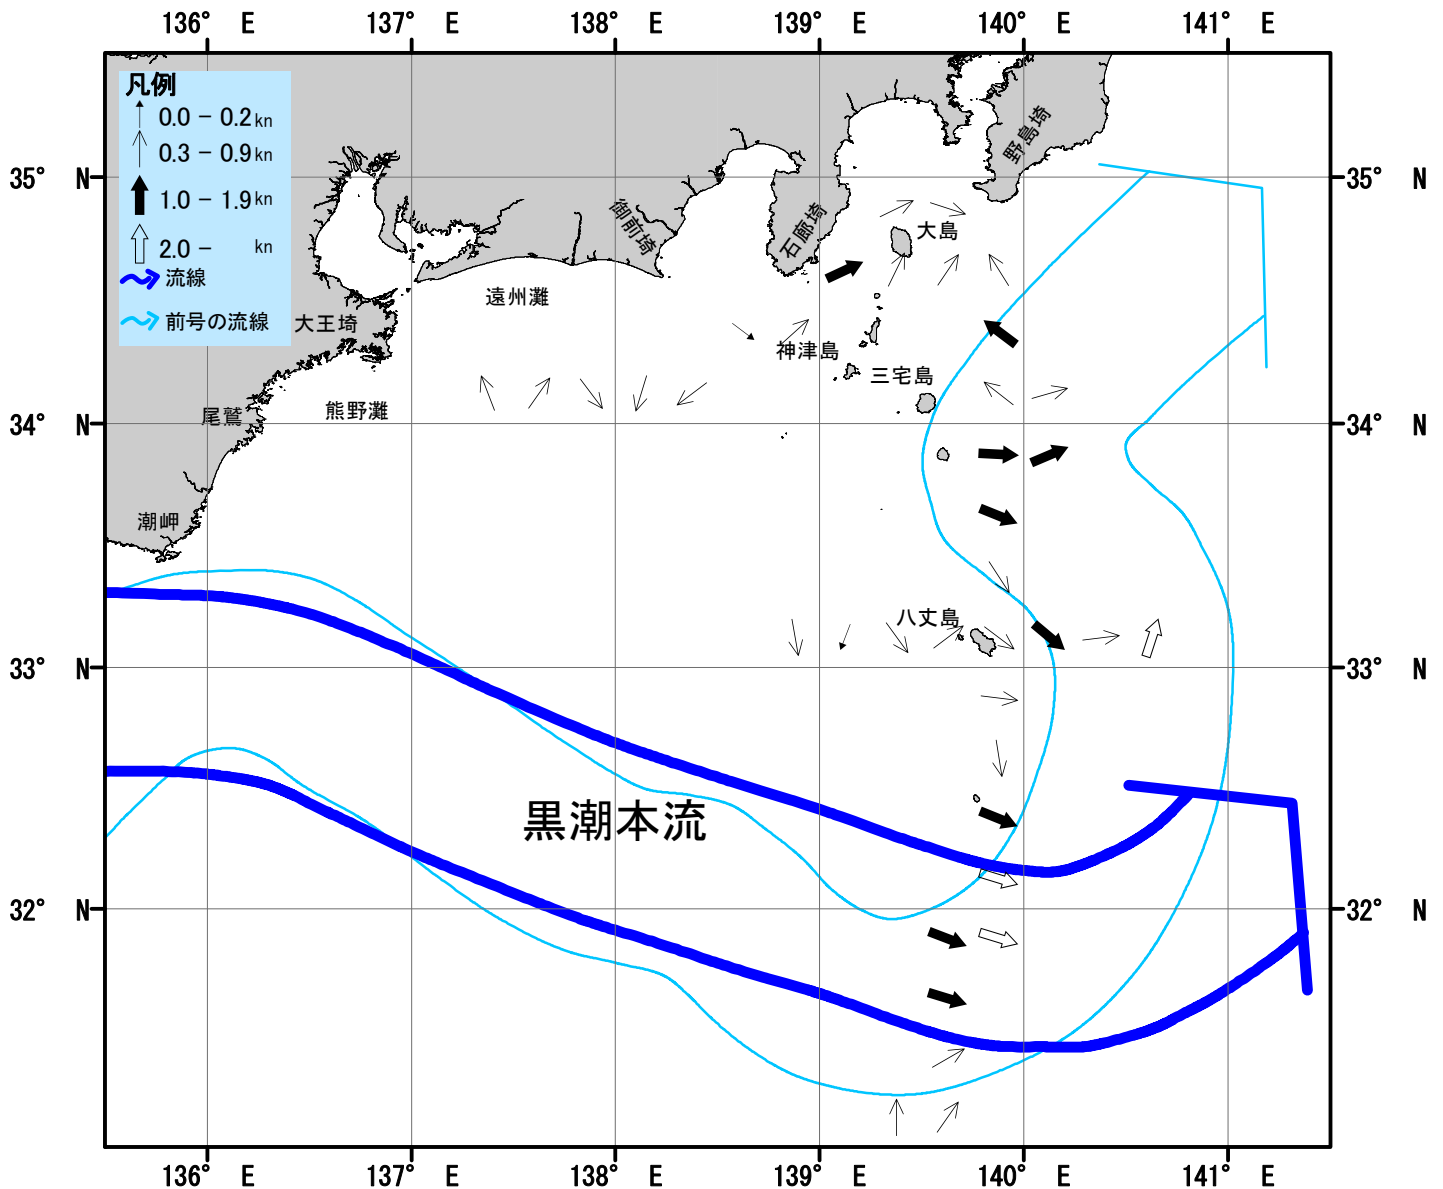 136° E 137° E 138° E 139° E 140° E 141° E
凡例
0.0 − 0.2 kn
0.3 − 0.9 kn
1.0 − 1.9 kn
2.0 − kn
流線
前号の流線
野島埼
35° N
35° N
御前埼
石廊埼
大島
遠州灘
大王埼
神津島
三宅島
尾鷲
熊野灘
34° N
34° N
潮岬
八丈島
33° N
33° N
黒潮本流
32° N
32° N
136° E 137° E 138° E 139° E 140° E 141° E